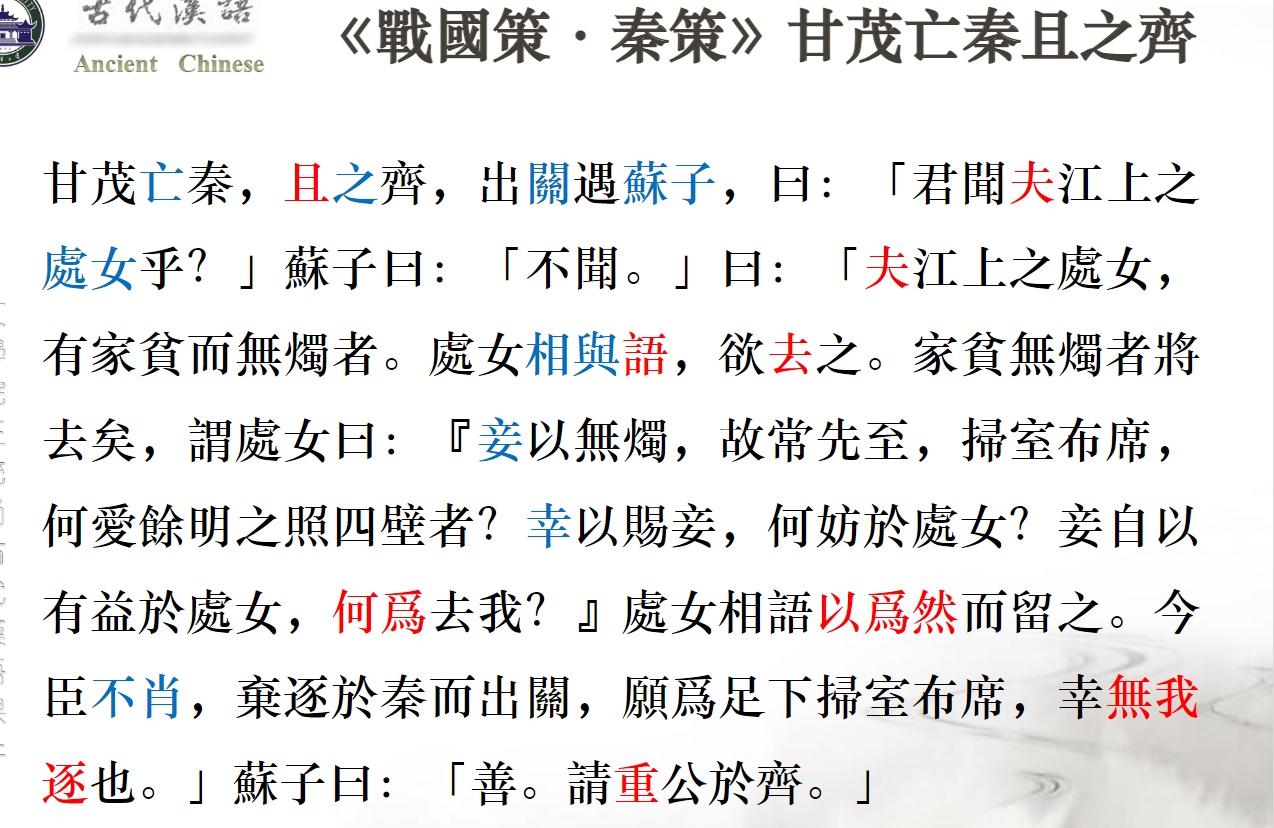 古代漢語
Ancient Chinese
《戰國策·秦策》甘茂亡秦且之齊
甘茂亡秦，且之齊，出關遇蘇子，曰：「君聞夫江上之
處女乎？」蘇子曰：「不聞。」曰：「夫江上之處女，
有家貧而無燭者。處女相與語，欲去之。家貧無燭者將
去矣，謂處女曰：『妾以無燭，故常先至，掃室布席，
何愛餘明之照四壁者？幸以賜妾，何妨於處女？妾自以
有益於處女，何爲去我？』處女相語以爲然而留之。今
臣不肖，棄逐於秦而出關，願爲足下掃室布席，幸無我
逐也。」蘇子曰：「善。請重公於齊。」